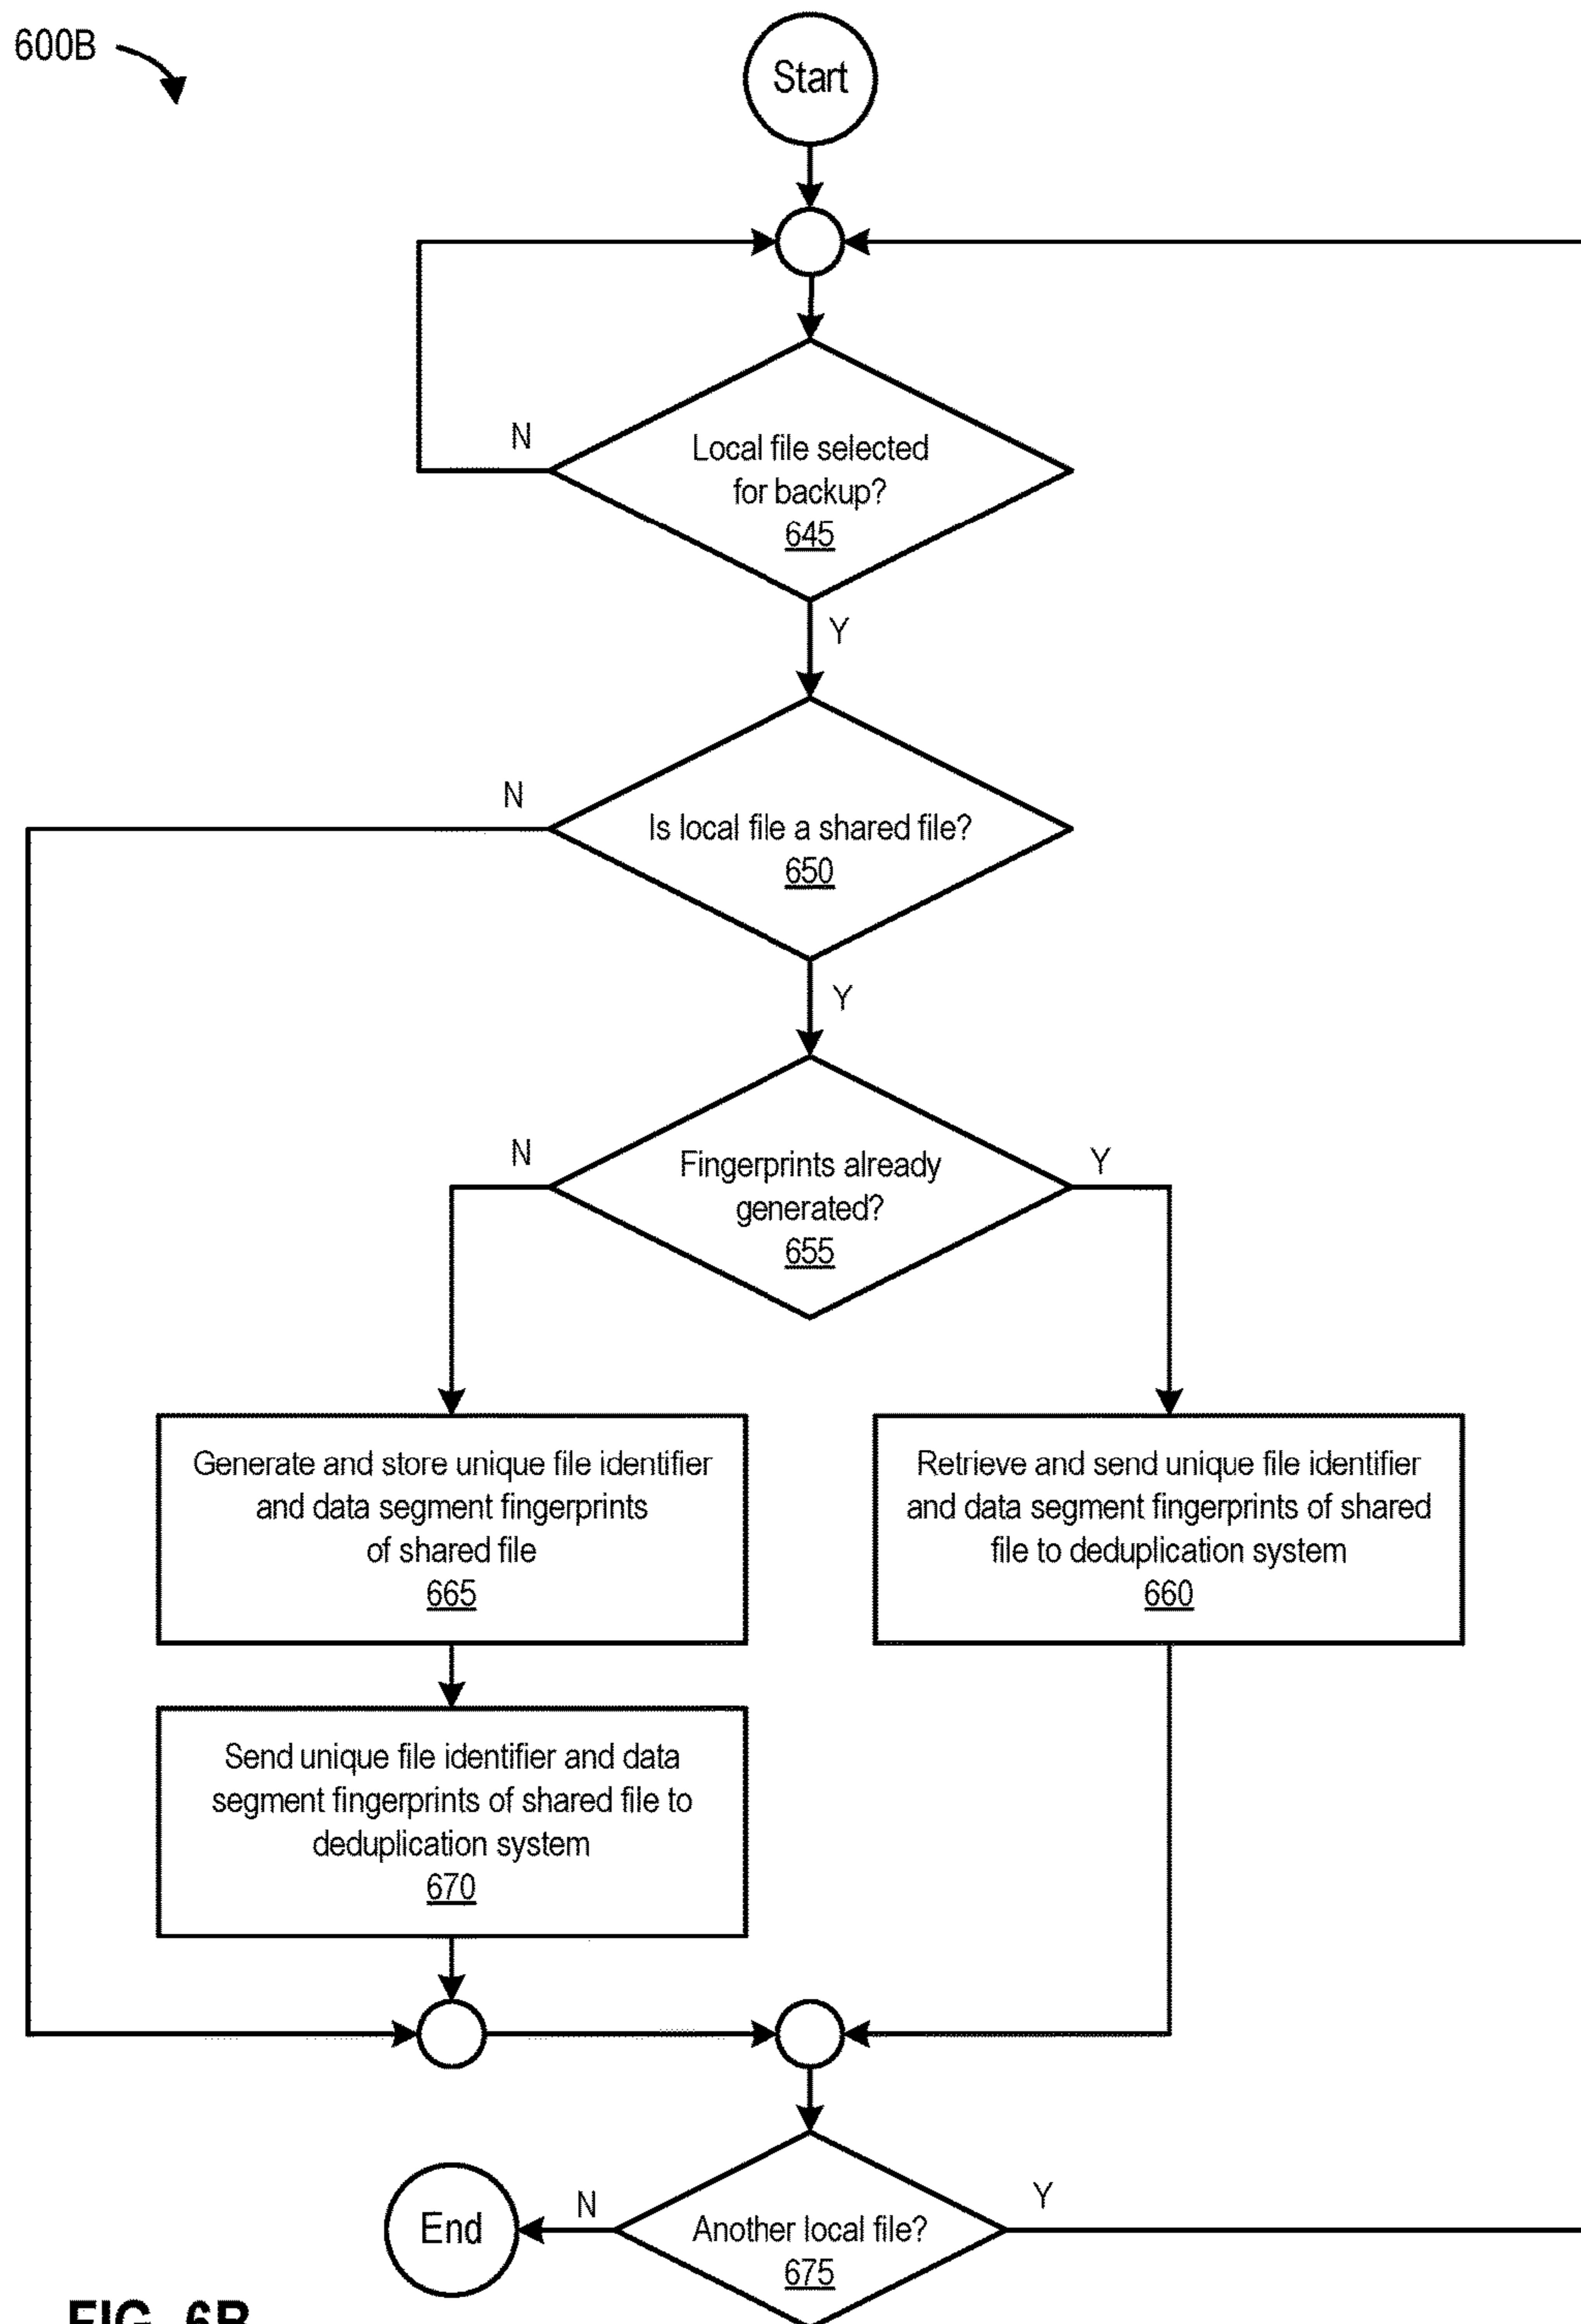 600B
Start
N
Local file selected
for backup?
645
Y
N
Is local file a shared file?
650
Y
N
Fingerprints already
generated?
655
Y
Generate and store unique file identifier
and data segment fingerprints
of shared file
665
Retrieve and send unique file identifier
and data segment fingerprints of shared
file to deduplication system
660
Send unique file identifier and data
segment fingerprints of shared file to
deduplication system
670
End
N
Another local file?
675
Y
FIG. 6B